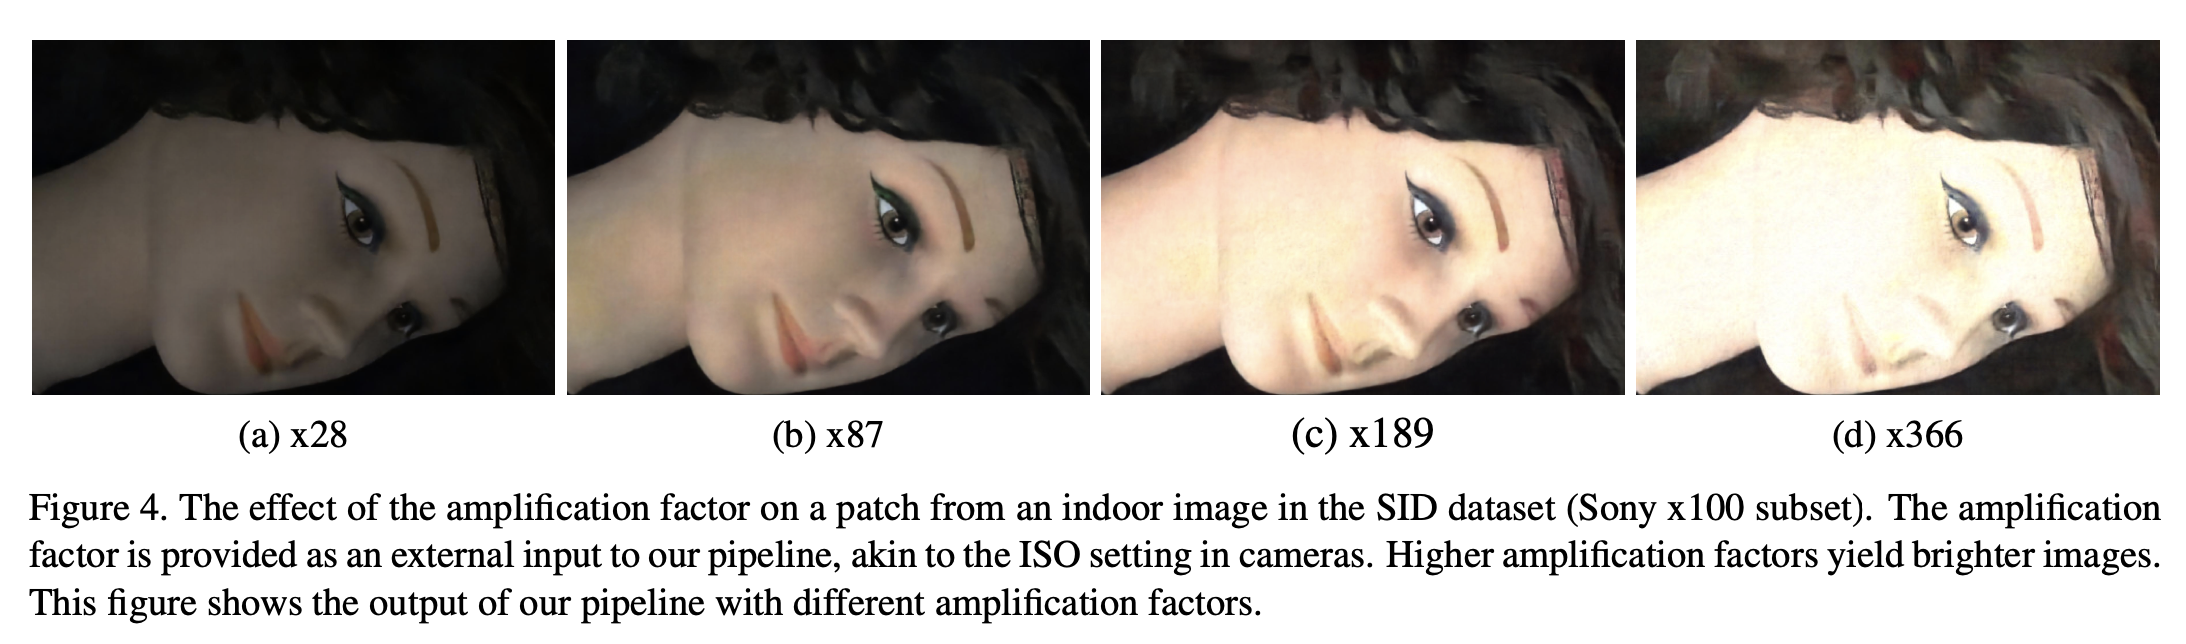 (a) x28
(b) x87
(c) x189
(d) x366
Figure 4. The effect of the amplification factor on a patch from an indoor image in the SID dataset (Sony x100 subset). The amplification
factor is provided as an external input to our pipeline, akin to the ISO setting in cameras. Higher amplification factors yield brighter images.
This figure shows the output of our pipeline with different amplification factors.